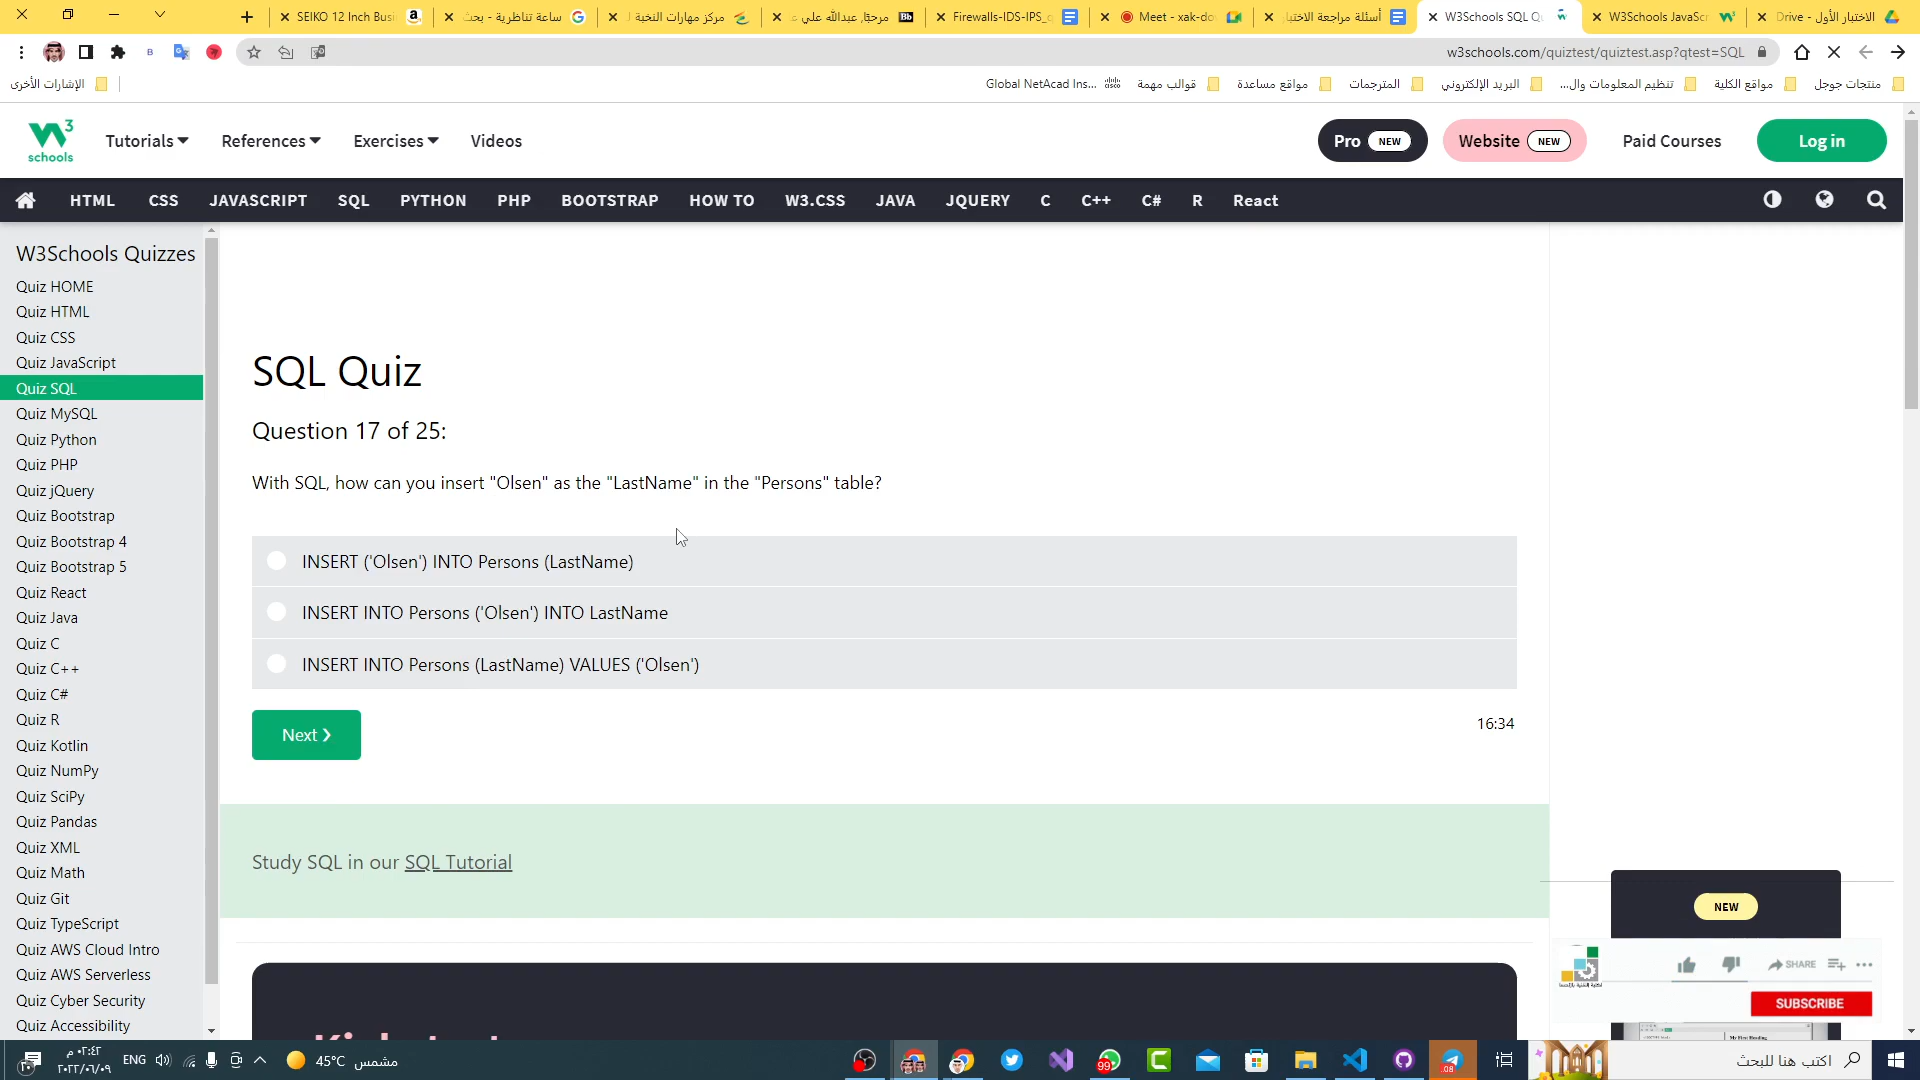 SEIKO 12 Inch Busi
ساعة تناظرية - بحث
مركز مهارات النخبة ل
مرحبًا, عبدالله علي ع
Firewalls-IDS-IPS_c
Meet - xak-do
أسئلة مراجعة الاختبا
W3Schools SQL Qu
W3Schools JavaScr
الاختبار الأول - Drive
w3schools.com/quiztest/quiztest.asp?qtest=SQL
الإشارات الأخرى
Global NetAcad Ins...
قوالب مهمة
مواقع مساعدة
المترجمات
البريد الإلكتروني
تنظيم المعلومات وال...
مواقع الكلية
منتجات جوجل
W3 schools
Tutorials
References
Exercises
Videos
Pro NEW
Website NEW
Paid Courses
Log in
HTML CSS JAVASCRIPT SQL PYTHON PHP BOOTSTRAP HOW TO W3.CSS JAVA JQUERY C C++ C# R React
W3Schools Quizzes
Quiz HOME
Quiz HTML
Quiz CSS
Quiz JavaScript
Quiz SQL
Quiz MySQL
Quiz Python
Quiz PHP
Quiz jQuery
Quiz Bootstrap
Quiz Bootstrap 4
Quiz Bootstrap 5
Quiz React
Quiz Java
Quiz C
Quiz C++
Quiz C#
Quiz R
Quiz Kotlin
Quiz NumPy
Quiz SciPy
Quiz Pandas
Quiz XML
Quiz Math
Quiz Git
Quiz TypeScript
Quiz AWS Cloud Intro
Quiz AWS Serverless
Quiz Cyber Security
Quiz Accessibility
SQL Quiz
Question 17 of 25:
With SQL, how can you insert "Olsen" as the "LastName" in the "Persons" table?
INSERT ('Olsen') INTO Persons (LastName)
INSERT INTO Persons ('Olsen') INTO LastName
INSERT INTO Persons (LastName) VALUES ('Olsen')
Next ❯
16:34
Study SQL in our SQL Tutorial
NEW
SHARE
SUBSCRIBE
٠٢:٤٢ م
٢٠٢٢/٠٦/٠٩
ENG
45°C مشمس
99
.08
اكتب هنا للبحث